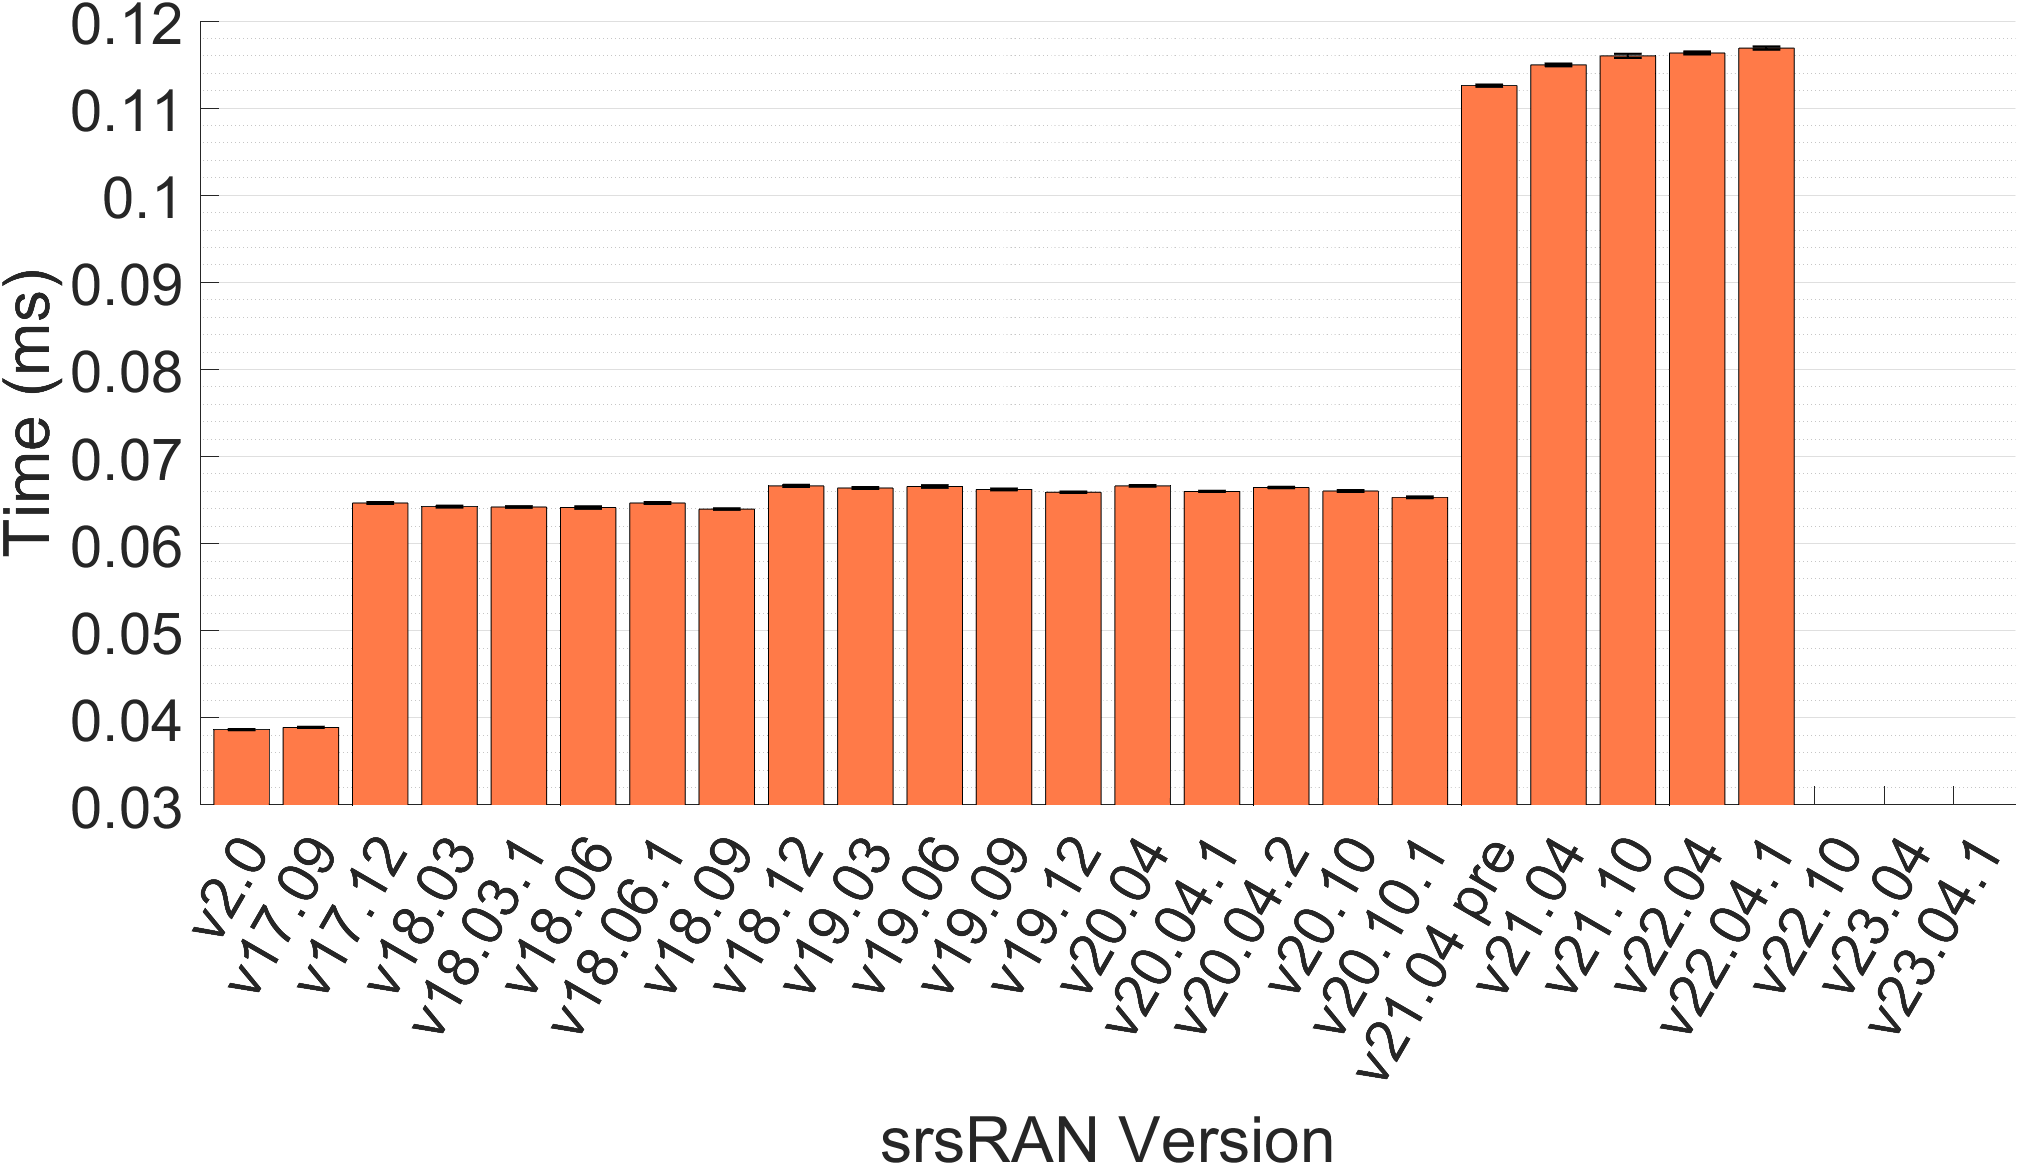 0.12
0.11
0.1
0.09
0.08
0.07
0.06
0.05
0.04
0.03
Time (ms)
v2.0
v17.09
v17.12
v18.03
v18.03.1
v18.06
v18.06.1
v18.09
v18.12
v19.03
v19.06
v19.09
v19.12
v20.04
v20.04.1
v20.04.2
v20.10
v20.10.1
v21.04 pre
v21.04
v21.10
v22.04
v22.04.1
v22.10
v23.04
v23.04.1
srsRAN Version